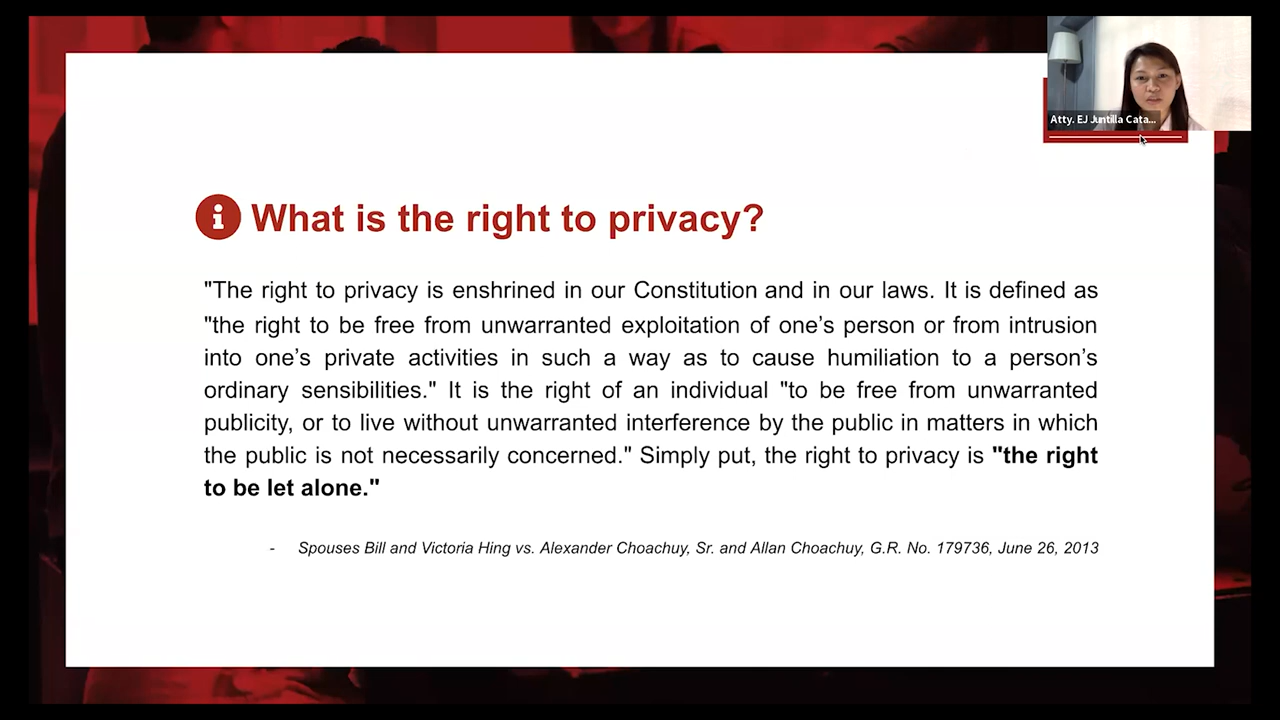 Atty. EJ Juntilla Cata...
What is the right to privacy?
"The right to privacy is enshrined in our Constitution and in our laws. It is defined as
"the right to be free from unwarranted exploitation of one’s person or from intrusion
into one’s private activities in such a way as to cause humiliation to a person’s
ordinary sensibilities." It is the right of an individual "to be free from unwarranted
publicity, or to live without unwarranted interference by the public in matters in which
the public is not necessarily concerned." Simply put, the right to privacy is "the right
to be let alone."
- Spouses Bill and Victoria Hing vs. Alexander Choachuy, Sr. and Allan Choachuy, G.R. No. 179736, June 26, 2013